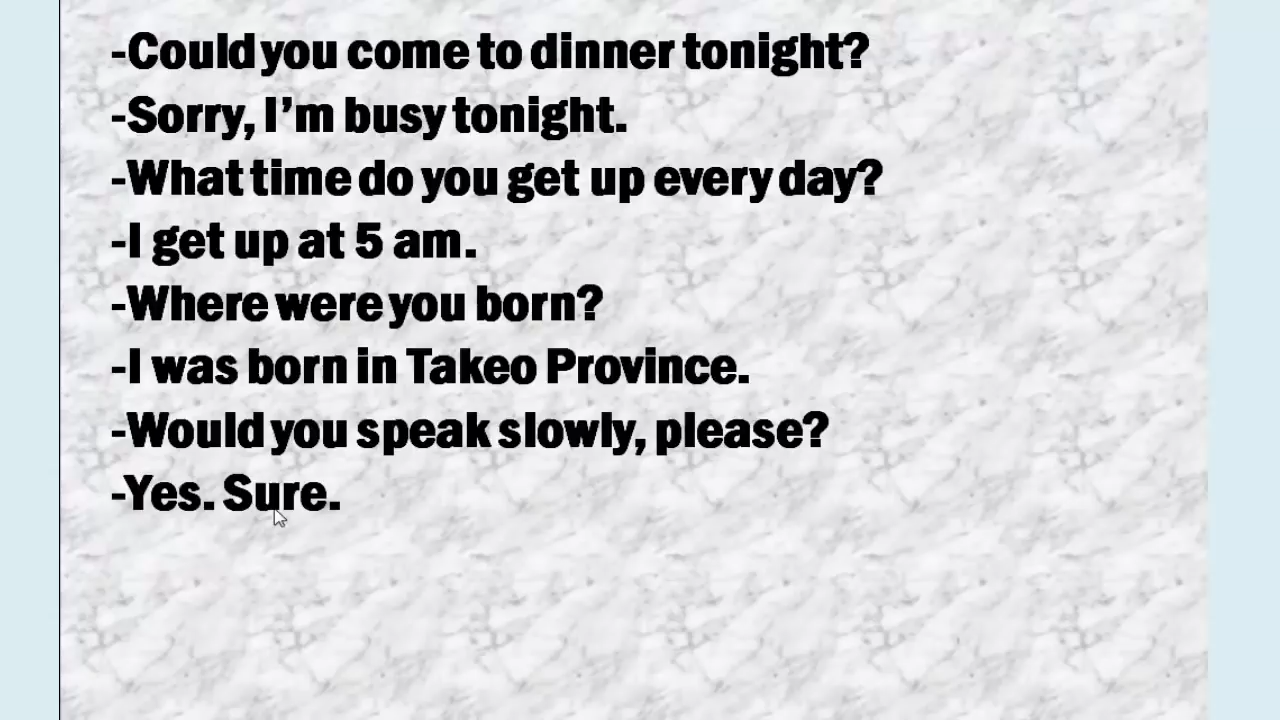 -Could you come to dinner tonight?
-Sorry, I’m busy tonight.
-What time do you get up every day?
-I get up at 5 am.
-Where were you born?
-I was born in Takeo Province.
-Would you speak slowly, please?
-Yes. Sure.